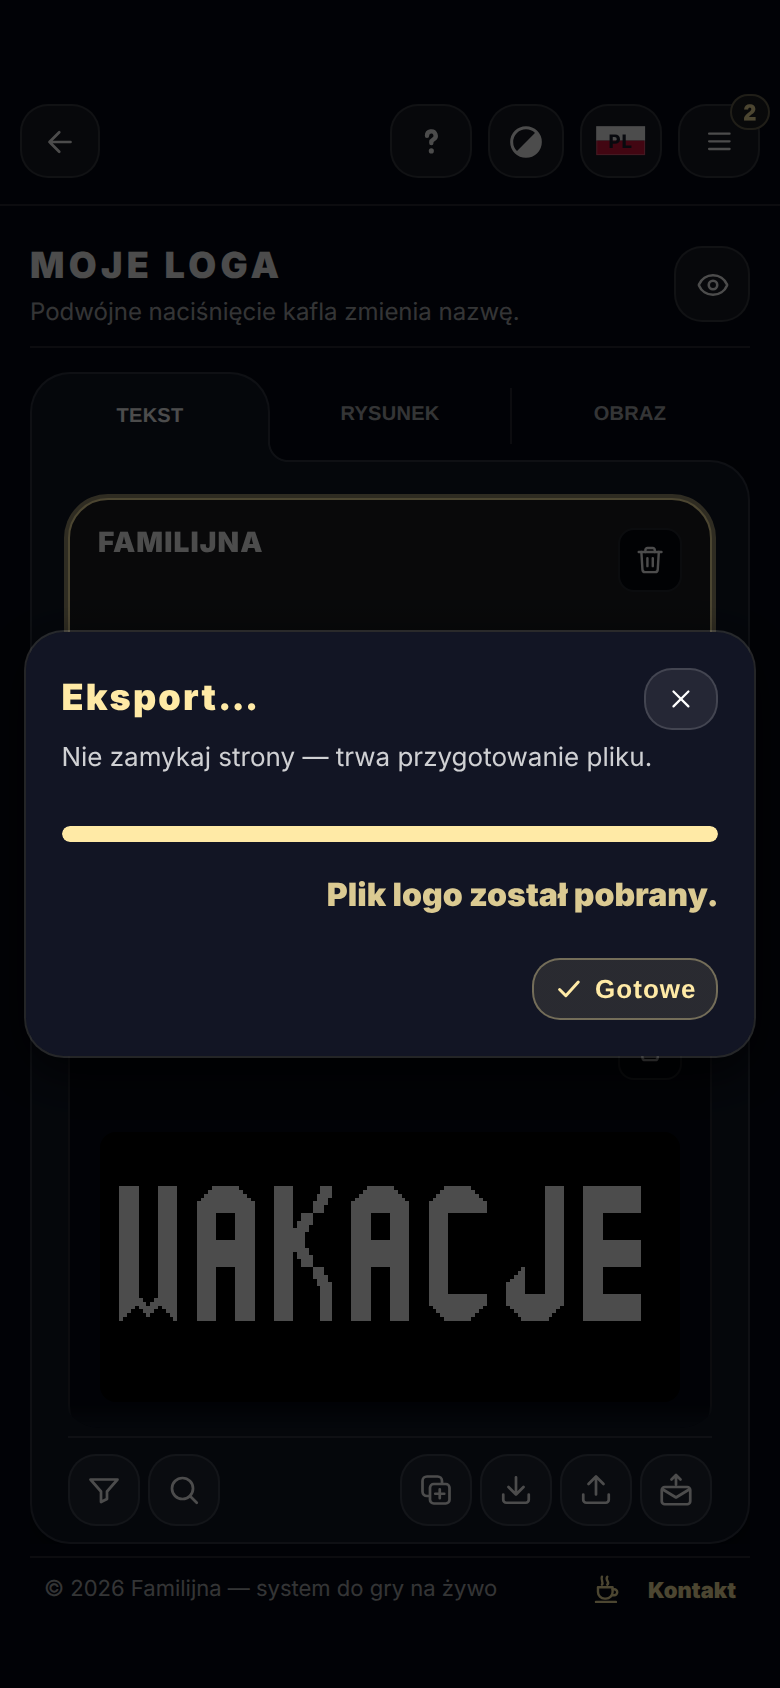 2
?
PL
MOJE LOGA
Podwójne naciśnięcie kafla zmienia nazwę.
TEKST
RYSUNEK
OBRAZ
FAMILIJNA
Eksport...
Nie zamykaj strony — trwa przygotowanie pliku.
Plik logo został pobrany.
Gotowe
WAKACJE
© 2026 Familijna — system do gry na żywo
Kontakt